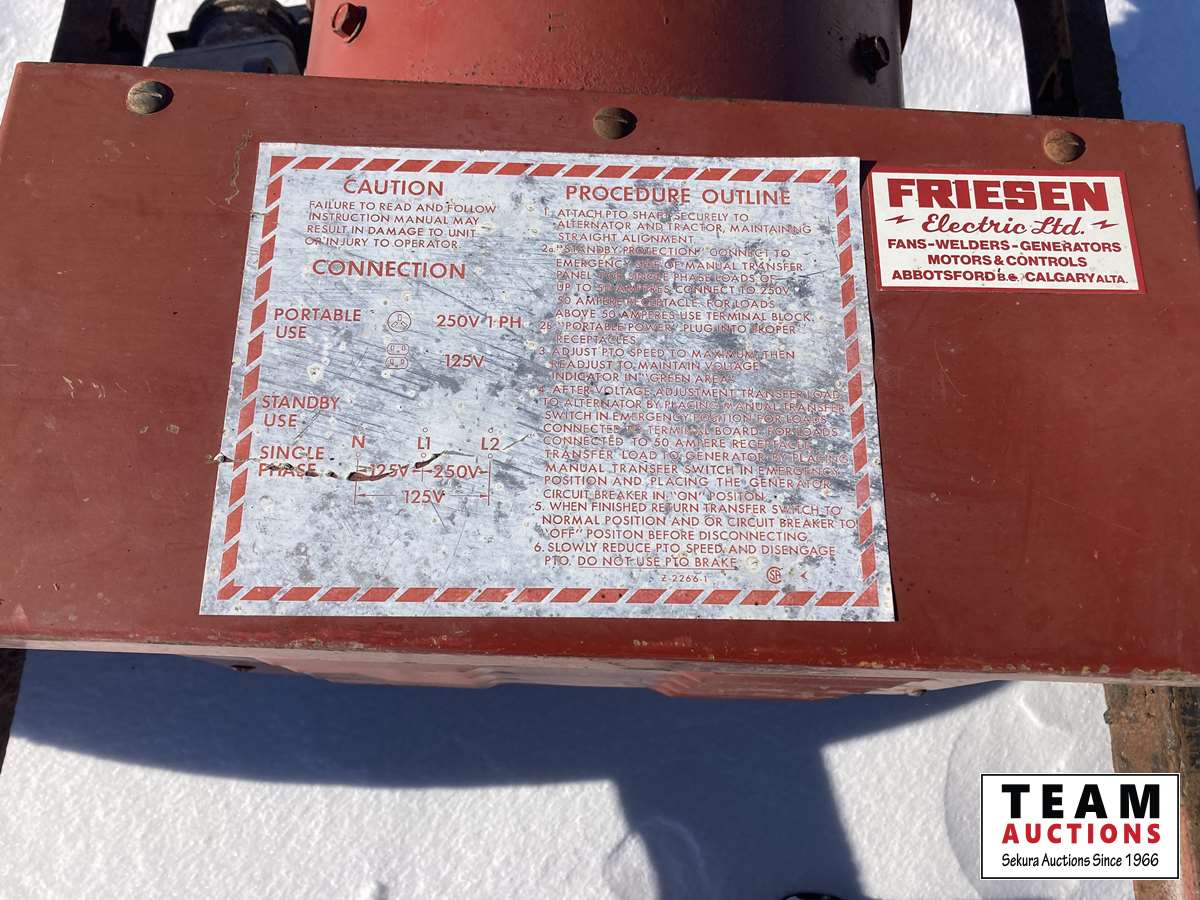 CAUTION
FAILURE TO READ AND FOLLOW
INSTRUCTION MANUAL MAY
RESULT IN DAMAGE TO UNIT
OR INJURY TO OPERATOR.
CONNECTION
PORTABLE
USE
250V 1 PH
125V
STANDBY
USE
SINGLE
PHASE
N L1 L2
125V 250V
125V
PROCEDURE OUTLINE
1. ATTACH PTO SHAFT SECURELY TO
ALTERNATOR AND TRACTOR, MAINTAINING
STRAIGHT ALIGNMENT.
2a "STANDBY PROTECTION" CONNECT TO
EMERGENCY SIDE OF MANUAL TRANSFER
PANEL FOR SINGLE PHASE LOADS OF
UP TO 50 AMPERES, CONNECT TO 250V
50 AMPERE RECEPTACLE. FOR LOADS
ABOVE 50 AMPERES USE TERMINAL BLOCK.
2B "PORTABLE POWER" PLUG INTO PROPER
RECEPTACLES
3. ADJUST PTO SPEED TO MAXIMUM THEN
READJUST TO MAINTAIN VOLTAGE
INDICATOR IN "GREEN AREA"
4. AFTER VOLTAGE ADJUSTMENT TRANSFER LOAD
TO ALTERNATOR BY PLACING MANUAL TRANSFER
SWITCH IN EMERGENCY POSITION FOR LOADS
CONNECTED TO TERMINAL BOARD. FOR LOADS
CONNECTED TO 50 AMPERE RECEPTACLE
TRANSFER LOAD TO GENERATOR BY PLACING
MANUAL TRANSFER SWITCH IN EMERGENCY
POSITION AND PLACING THE GENERATOR
CIRCUIT BREAKER IN "ON" POSITON.
5. WHEN FINISHED RETURN TRANSFER SWITCH TO
NORMAL POSITION AND OR CIRCUIT BREAKER TO
"OFF" POSITON BEFORE DISCONNECTING.
6. SLOWLY REDUCE PTO SPEED AND DISENGAGE
PTO. DO NOT USE PTO BRAKE.
Z-2266-1
FRIESEN
Electric Ltd.
FANS-WELDERS-GENERATORS
MOTORS & CONTROLS
ABBOTSFORD B.C. / CALGARY ALTA.
TEAM
AUCTIONS
Sekura Auctions Since 1966